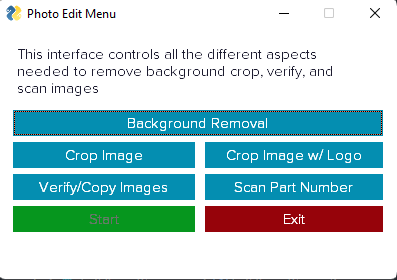 Photo Edit Menu
This interface controls all the different aspects
needed to remove background crop, verify, and
scan images
Background Removal
Crop Image
Crop Image w/ Logo
Verify/Copy Images
Scan Part Number
Start
Exit